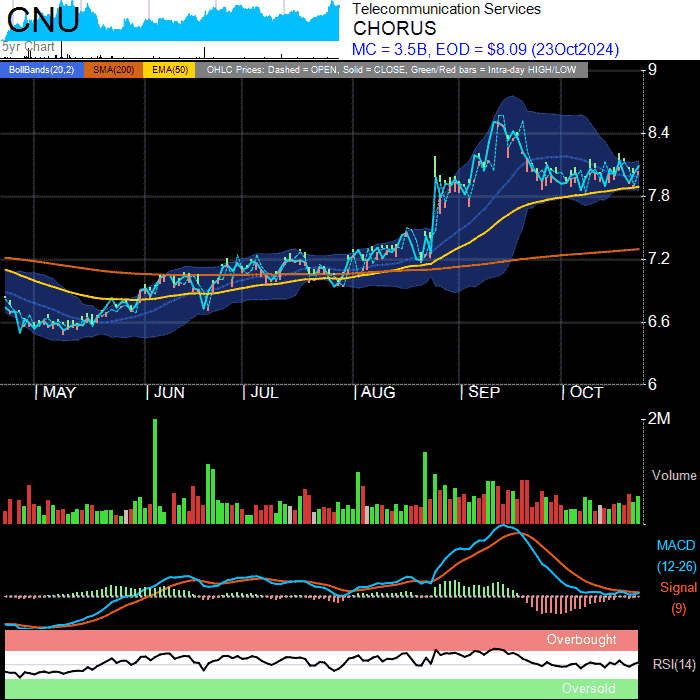 CNU
5yr Chart
Telecommunication Services
CHORUS
MC = 3.5B, EOD = $8.09 (23Oct2024)
BollBands(20,2) SMA(200) EMA(50) OHLC Prices: Dashed = OPEN, Solid = CLOSE, Green/Red bars = Intra-day HIGH/LOW
9
8.4
7.8
7.2
6.6
6
MAY JUN JUL AUG SEP OCT
2M
Volume
MACD
(12-26)
Signal
(9)
Overbought
RSI(14)
Oversold